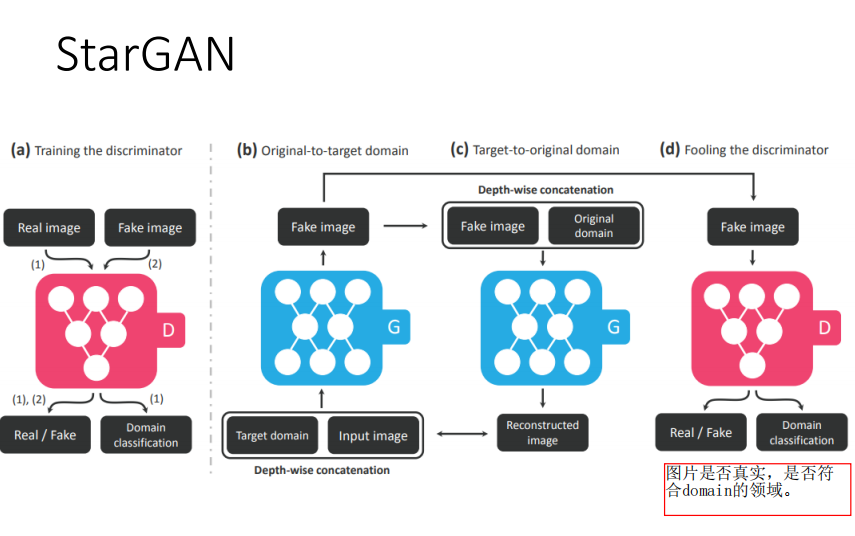 StarGAN
(a) Training the discriminator
(b) Original-to-target domain
(c) Target-to-original domain
(d) Fooling the discriminator
Real image
Fake image
(1)
(2)
D
(1), (2)
(1)
Real / Fake
Domain
classification
Fake image
G
Target domain
Input image
Depth-wise concatenation
Depth-wise concatenation
Fake image
Original
domain
G
Reconstructed
image
Fake image
D
Real / Fake
Domain
classification
图片是否真实，是否符
合domain的领域。